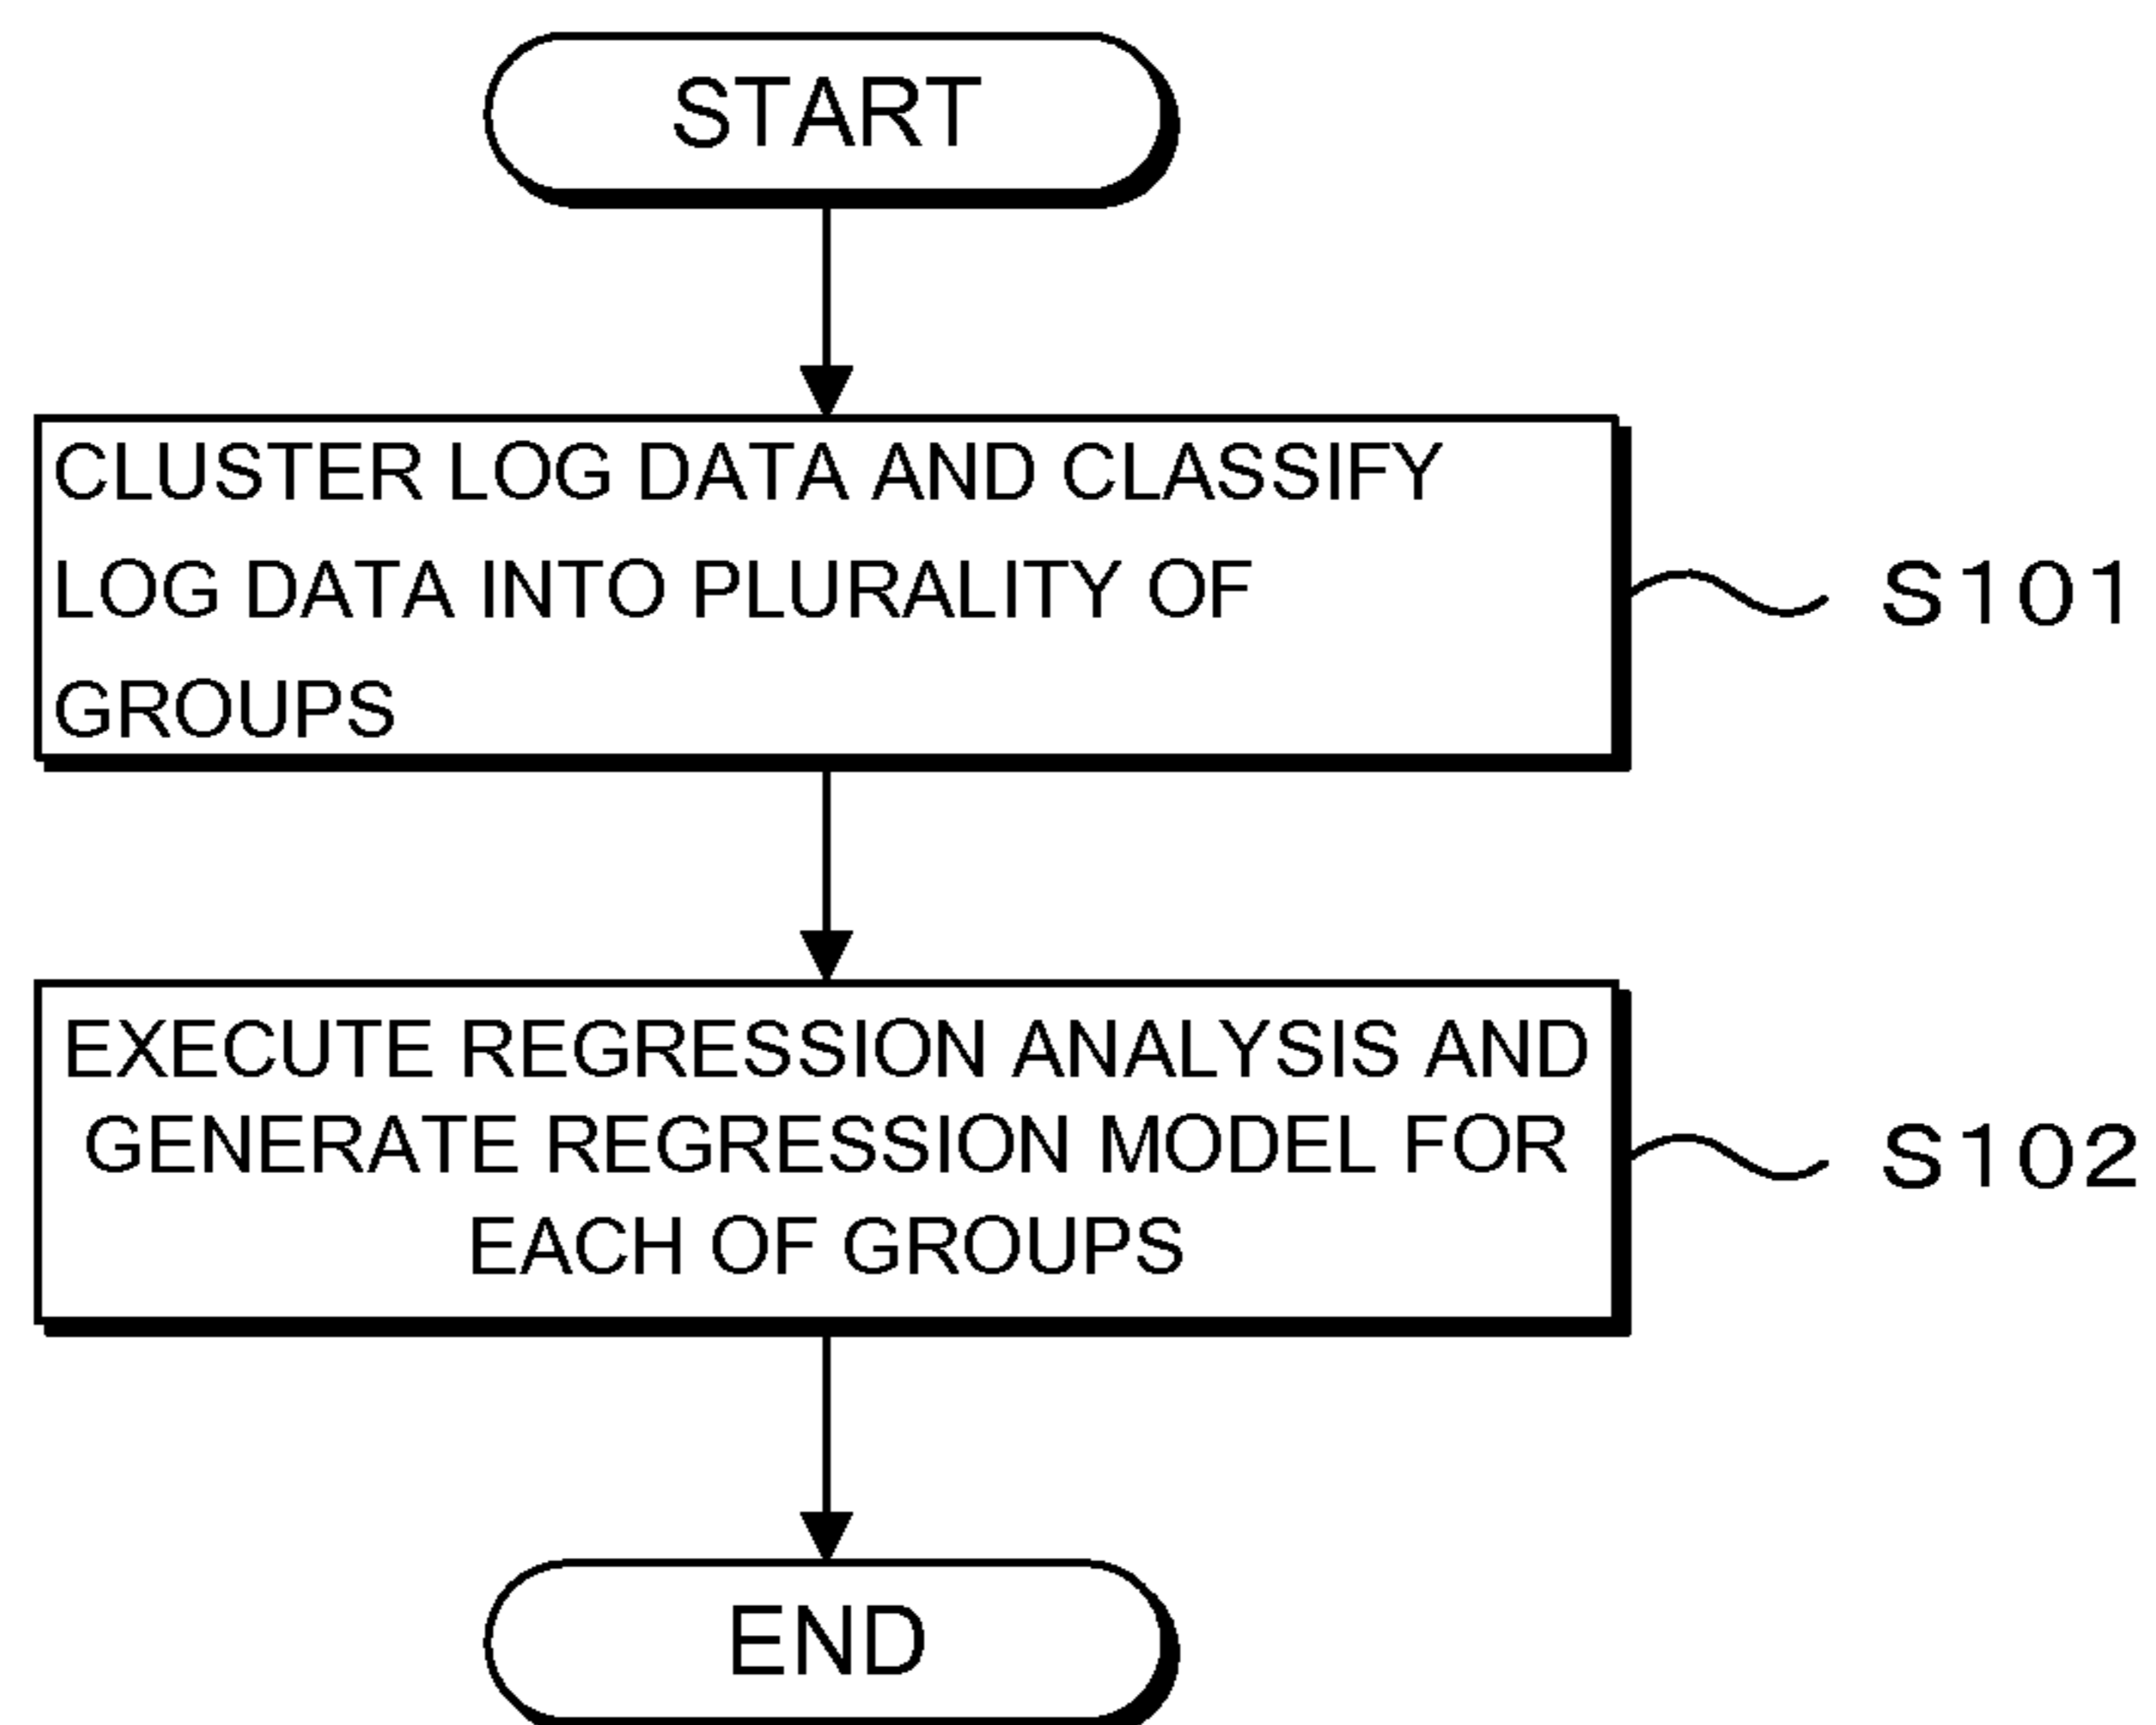 START
CLUSTER LOG DATA AND CLASSIFY
LOG DATA INTO PLURALITY OF
GROUPS
S101
EXECUTE REGRESSION ANALYSIS AND
GENERATE REGRESSION MODEL FOR
EACH OF GROUPS
S102
END